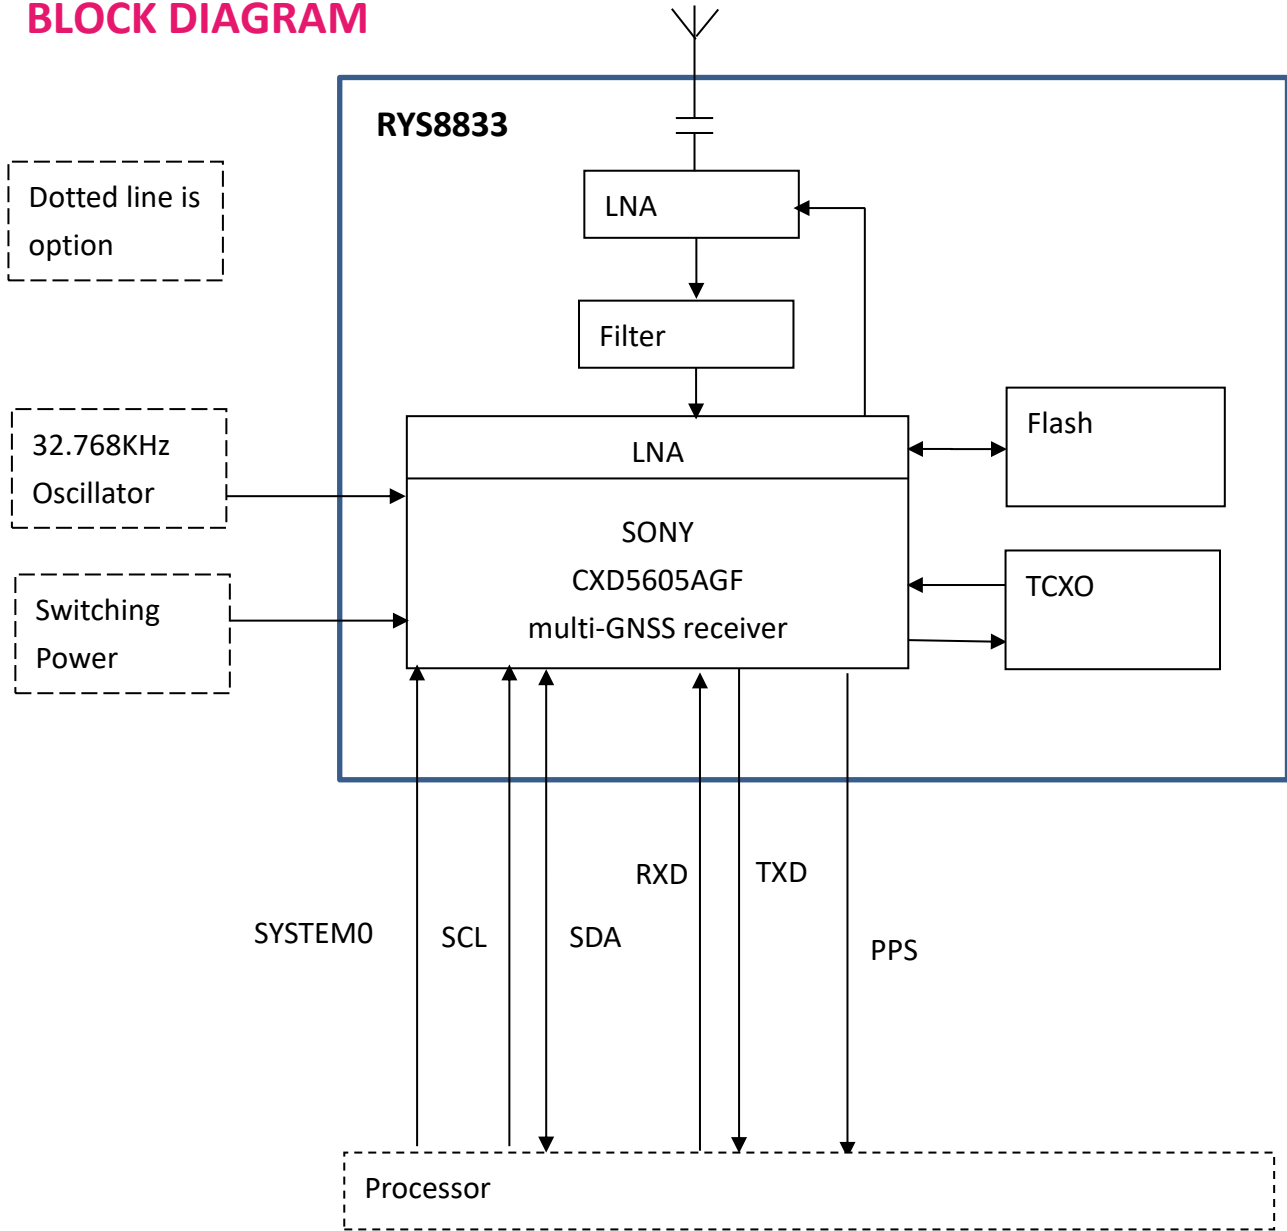 BLOCK DIAGRAM
RYS8833
Dotted line is
option
LNA
Filter
32.768KHz
Oscillator
LNA
Flash
SONY
CXD5605AGF
multi-GNSS receiver
TCXO
Switching
Power
RXD
TXD
SYSTEM0
SCL
SDA
PPS
Processor